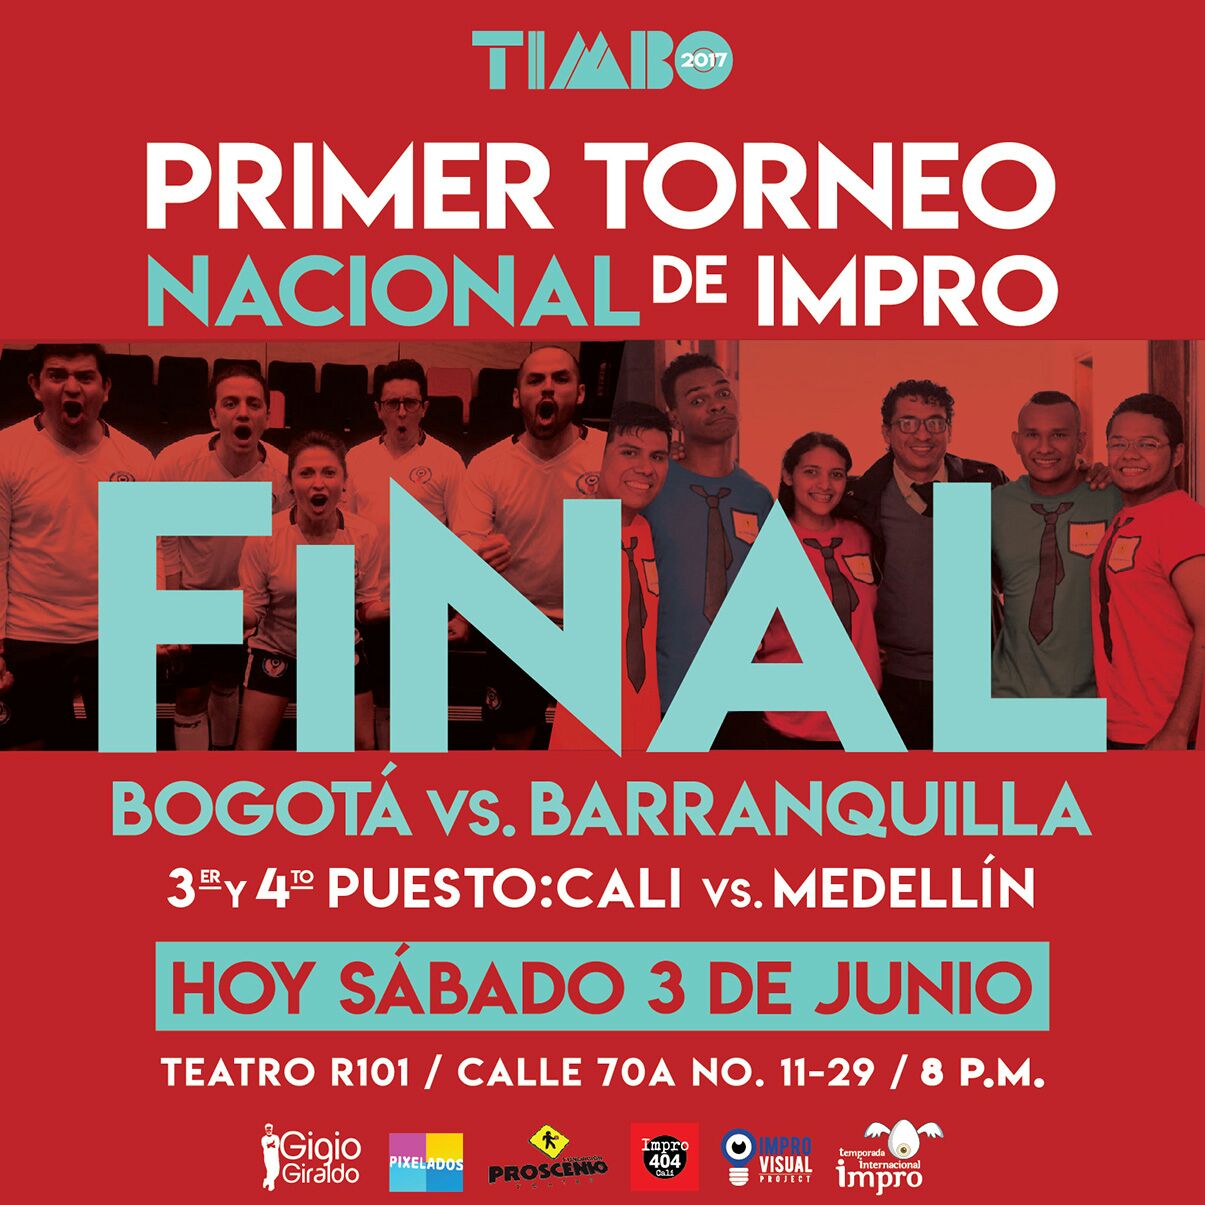 TIMBO
2017
PRIMER TORNEO
NACIONAL DE IMPRO
FiNAL
BOGOTÁ VS. BARRANQUILLA
3ER Y 4TO PUESTO:CALI VS. MEDELLÍN
HOY SÁBADO 3 DE JUNIO
TEATRO R101 / CALLE 70A NO. 11-29 / 8 P.M.
Gigio
Giraldo
PIXELADOS
FUNDACIÓN
PROSCENIO
TEATRO
Impro
404
Cali
IMPRO
VISUAL
PROJECT
temporada
internacional
impro